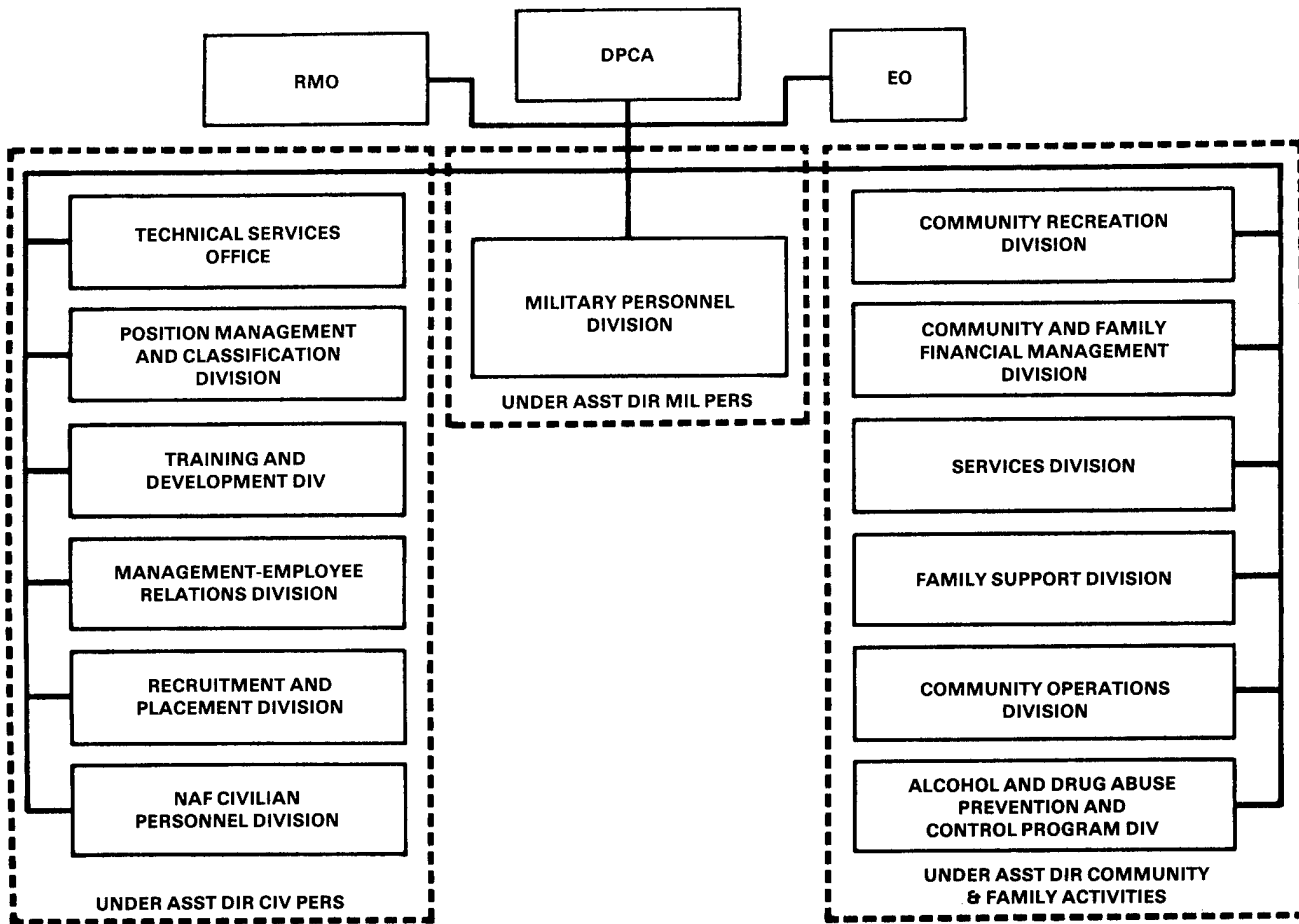 RMO
DPCA
EO
TECHNICAL SERVICES
OFFICE
POSITION MANAGEMENT
AND CLASSIFICATION
DIVISION
TRAINING AND
DEVELOPMENT DIV
MANAGEMENT-EMPLOYEE
RELATIONS DIVISION
RECRUITMENT AND
PLACEMENT DIVISION
NAF CIVILIAN
PERSONNEL DIVISION
UNDER ASST DIR CIV PERS
MILITARY PERSONNEL
DIVISION
UNDER ASST DIR MIL PERS
COMMUNITY RECREATION
DIVISION
COMMUNITY AND FAMILY
FINANCIAL MANAGEMENT
DIVISION
SERVICES DIVISION
FAMILY SUPPORT DIVISION
COMMUNITY OPERATIONS
DIVISION
ALCOHOL AND DRUG ABUSE
PREVENTION AND
CONTROL PROGRAM DIV
UNDER ASST DIR COMMUNITY
& FAMILY ACTIVITIES